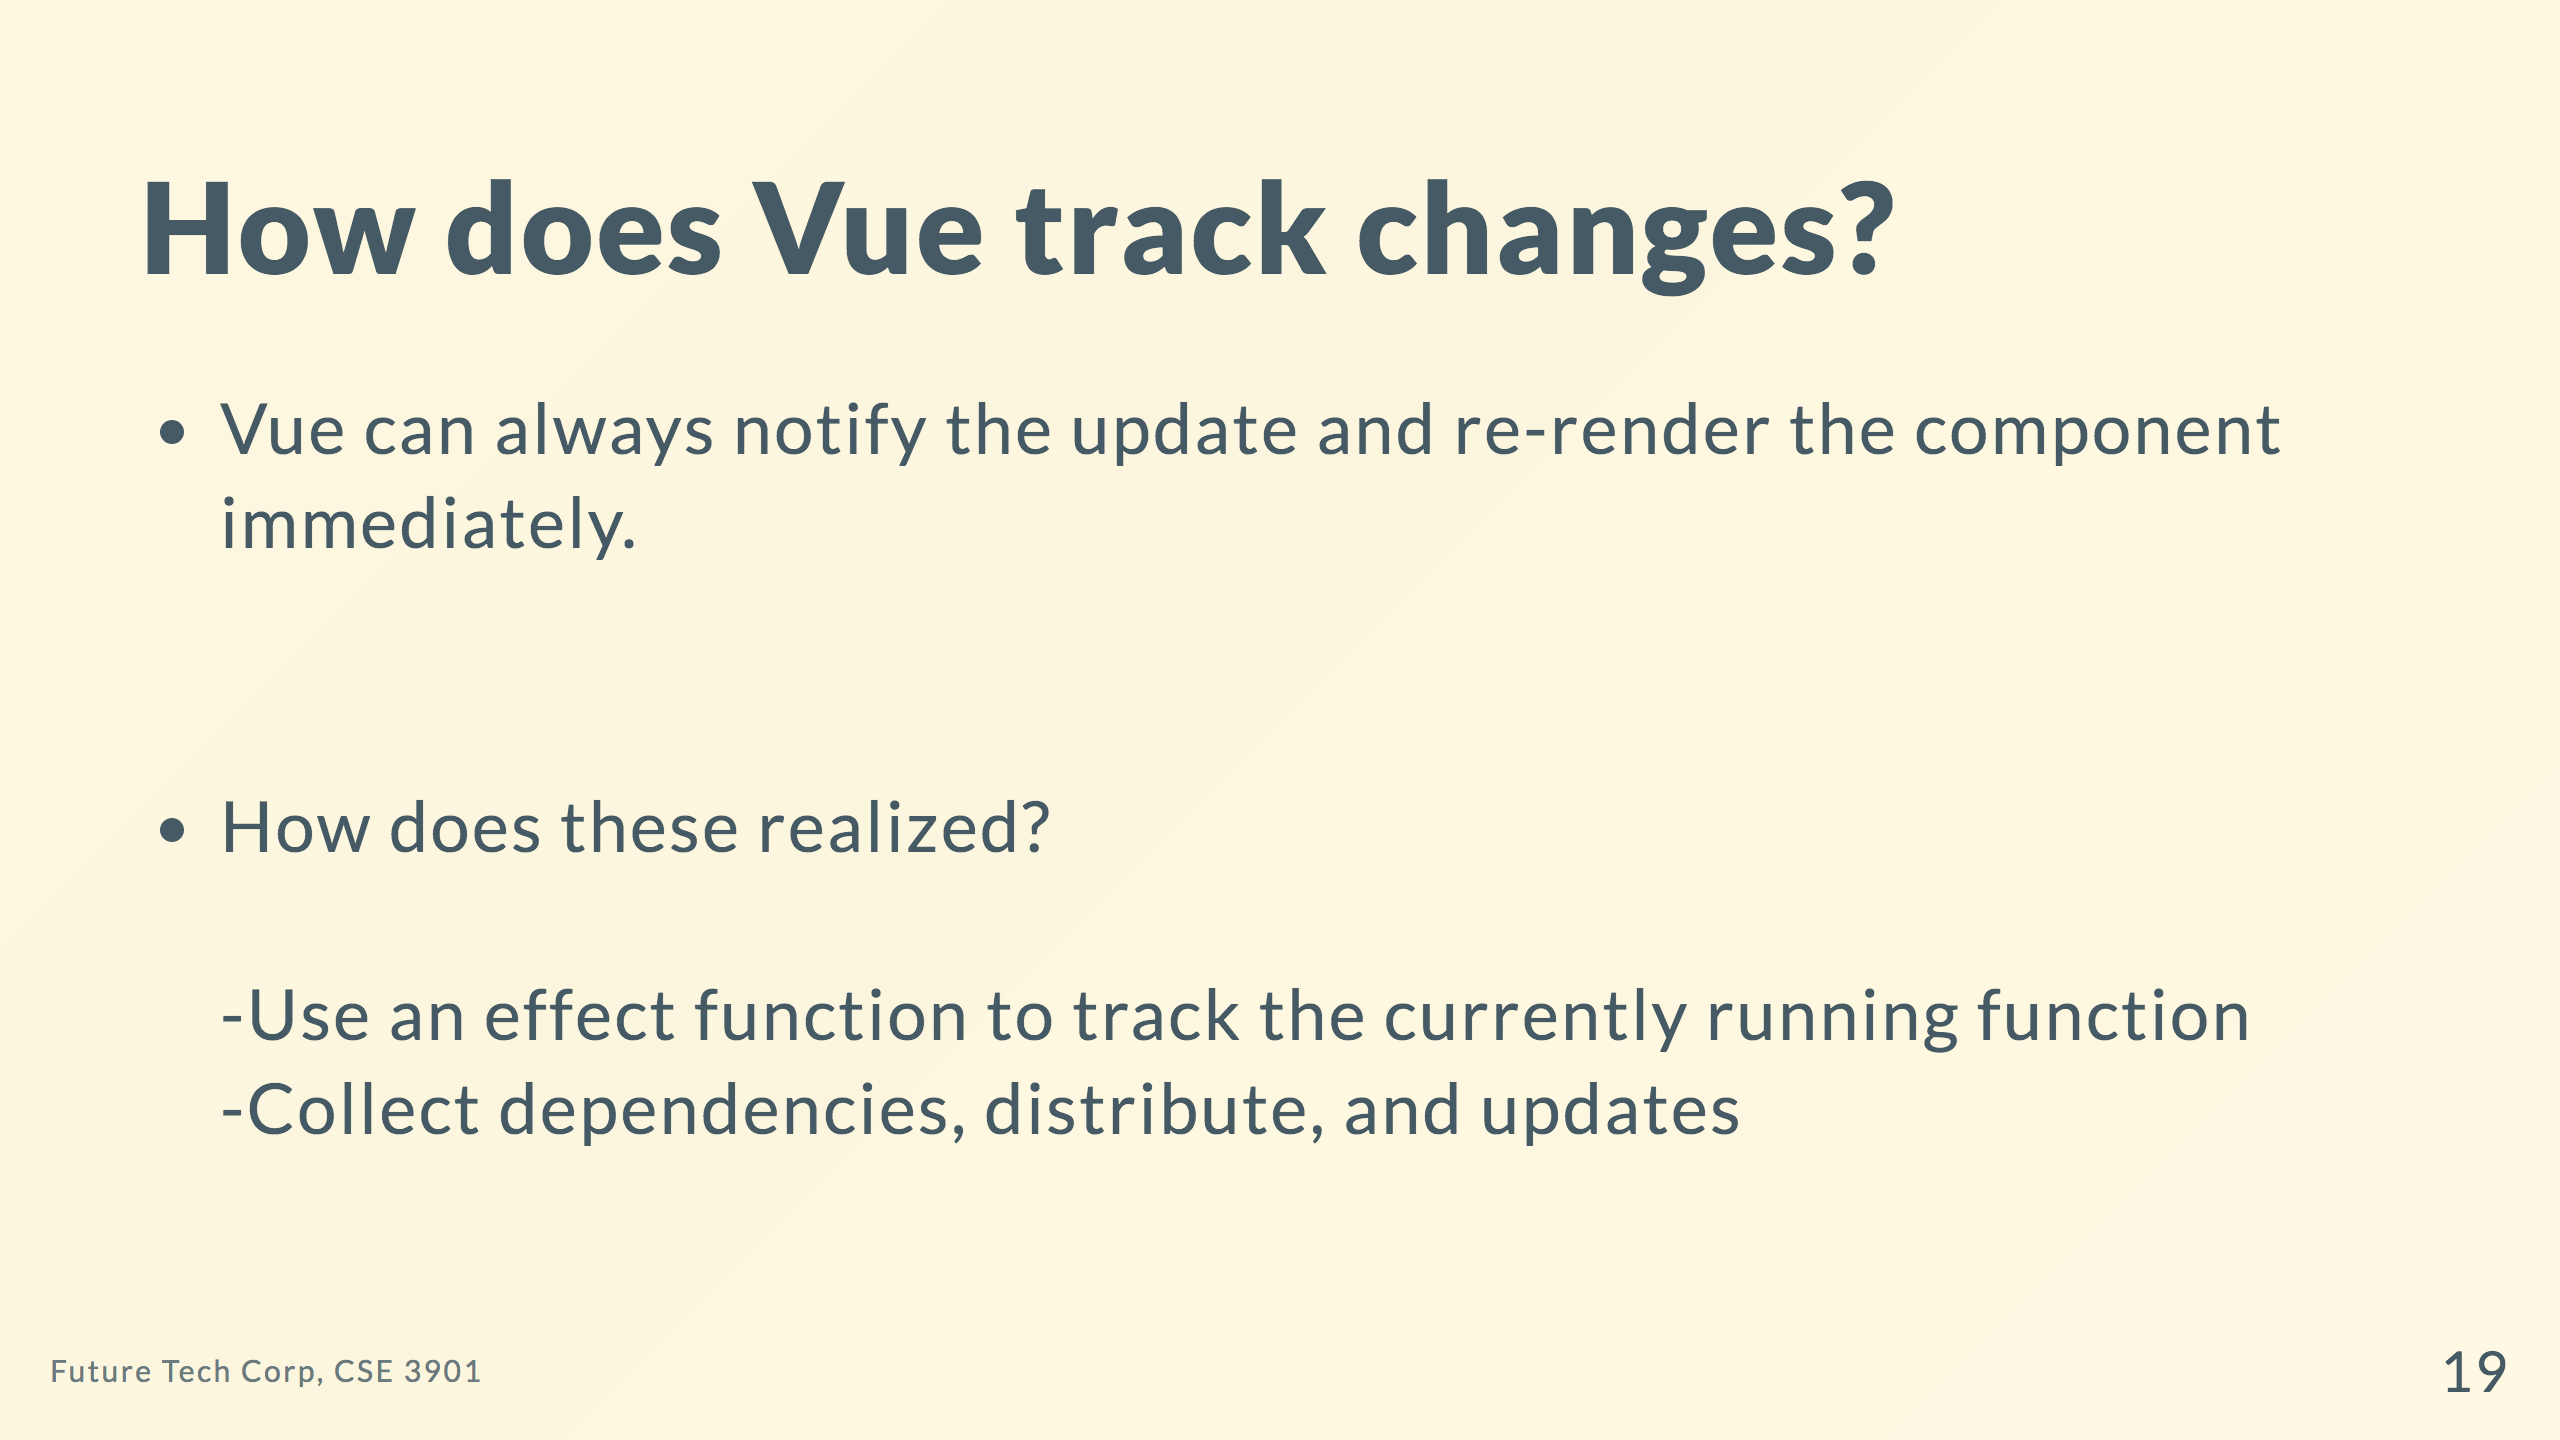 How does Vue track changes?
• Vue can always notify the update and re-render the component
immediately.
• How does these realized?
-Use an effect function to track the currently running function
-Collect dependencies, distribute, and updates
Future Tech Corp, CSE 3901
19